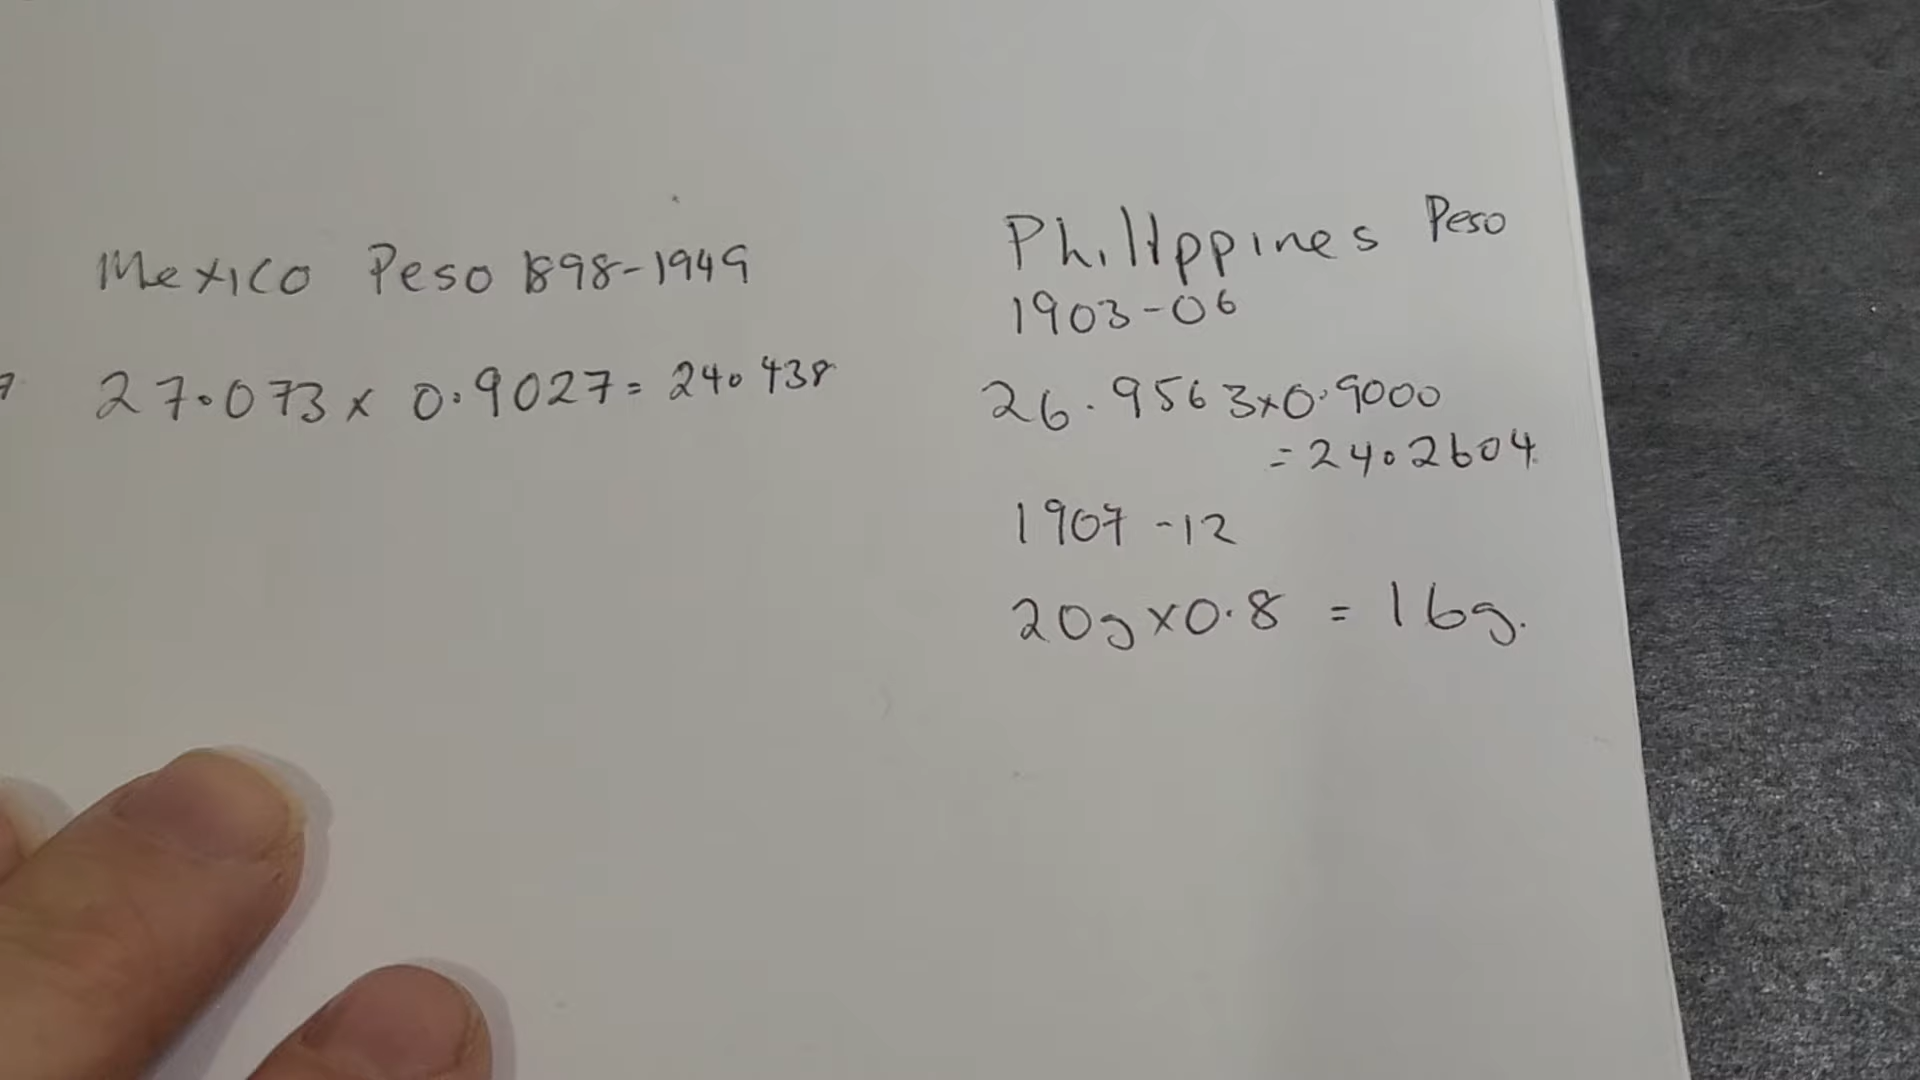 Mexico Peso 1898-1949
27.073 x 0.9027 = 24.438
Philippines Peso
1903-06
26.9563x0.9000
=24.2604
1907-12
20g x 0.8 = 16g.